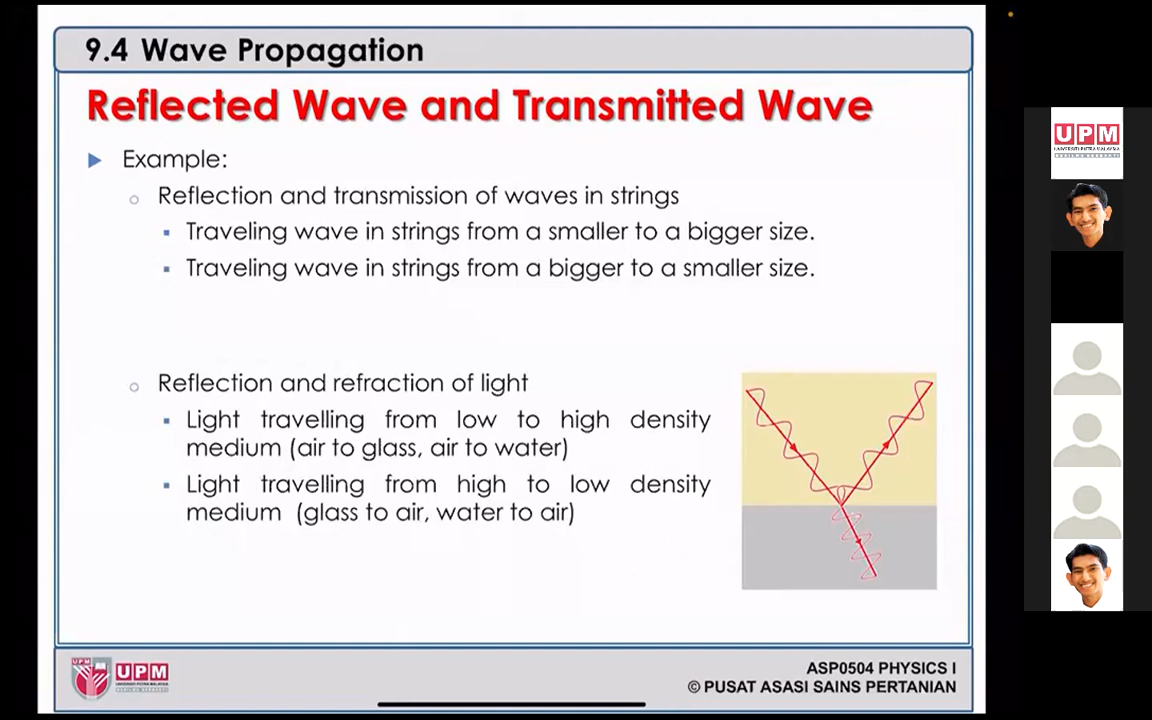 9.4 Wave Propagation
Reflected Wave and Transmitted Wave
Example:
Reflection and transmission of waves in strings
Traveling wave in strings from a smaller to a bigger size.
Traveling wave in strings from a bigger to a smaller size.
Reflection and refraction of light
Light travelling from low to high density
medium (air to glass, air to water)
Light travelling from high to low density
medium (glass to air, water to air)
UPM
UPM
ASP0504 PHYSICS I
© PUSAT ASASI SAINS PERTANIAN
UPM
UNIVERSITI PUTRA MALAYSIA